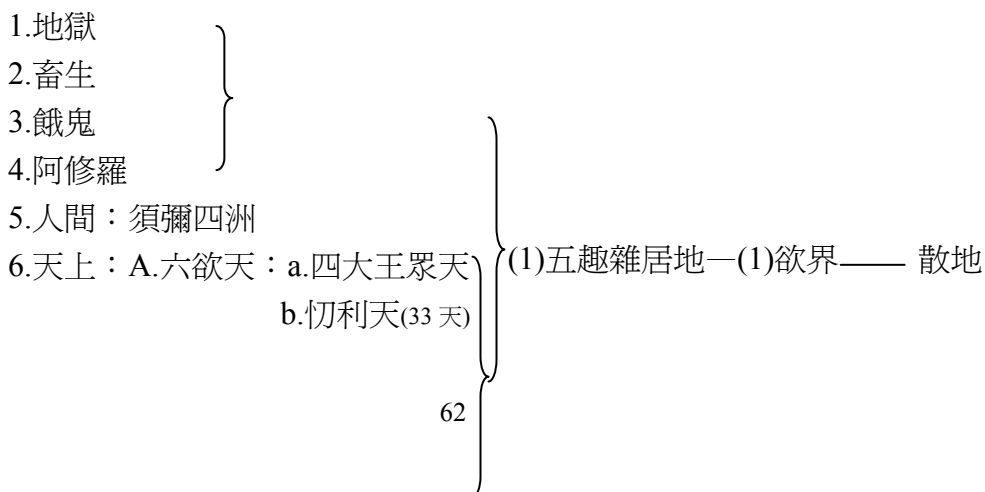 1.地獄
2.畜生
3.餓鬼
4.阿修羅
5.人間：須彌四洲
6.天上：A.六欲天：a.四大王眾天 (1)五趣雜居地—(1)欲界—— 散地
b.忉利天(33 天)
62